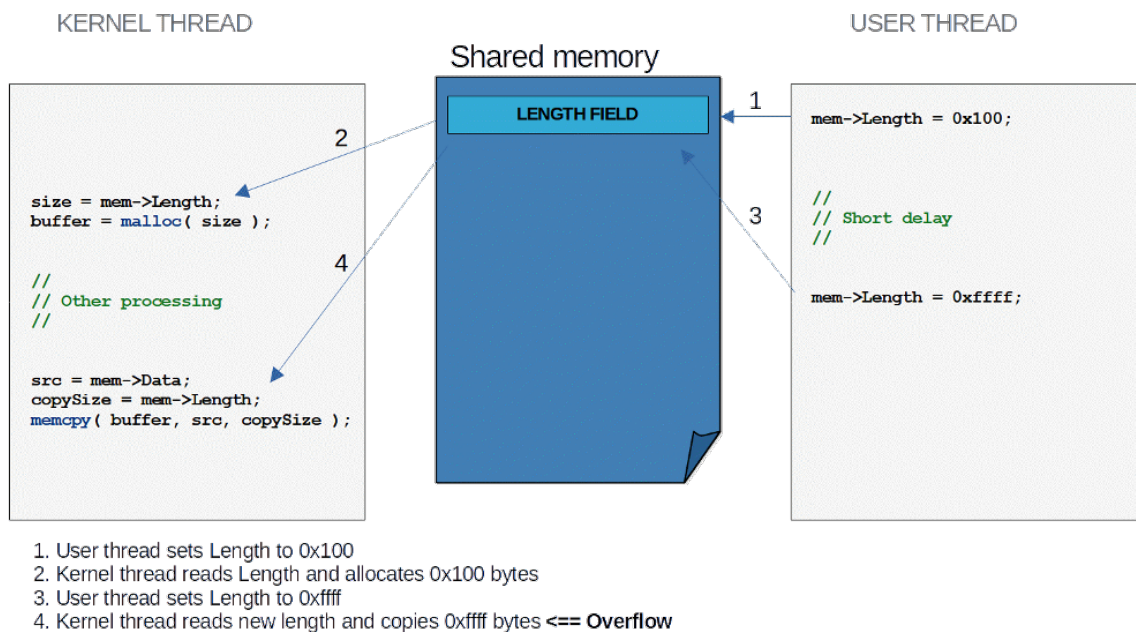 KERNEL THREAD
USER THREAD
Shared memory
LENGTH FIELD
1
2
3
4
size = mem->Length;
buffer = malloc( size );
//
// Other processing
//
src = mem->Data;
copySize = mem->Length;
memcpy( buffer, src, copySize );
mem->Length = 0x100;
//
// Short delay
//
mem->Length = 0xffff;
1. User thread sets Length to 0x100
2. Kernel thread reads Length and allocates 0x100 bytes
3. User thread sets Length to 0xffff
4. Kernel thread reads new length and copies 0xffff bytes <== Overflow